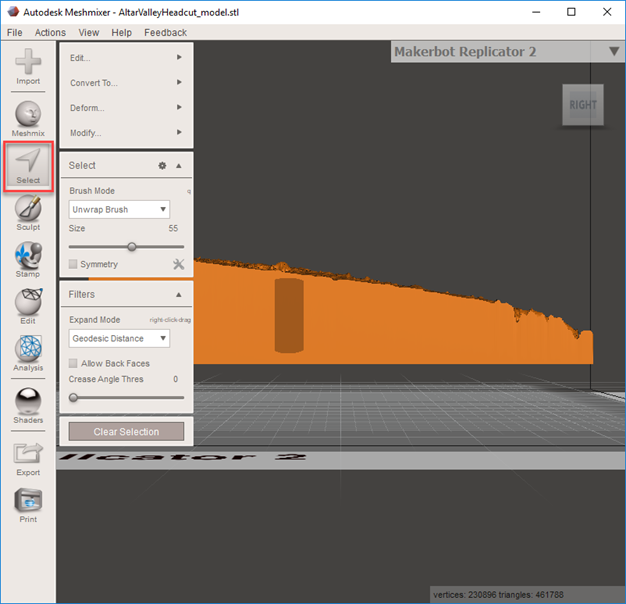 Autodesk Meshmixer - AltarValleyHeadcut_model.stl
File Actions View Help Feedback
Import
Meshmix
Select
Sculpt
Stamp
Edit
Analysis
Shaders
Export
Print
Edit...
Convert To...
Deform...
Modify...
Select
Brush Mode q
Unwrap Brush
Size 55
Symmetry
Filters
Expand Mode right-click-drag
Geodesic Distance
Allow Back Faces
Crease Angle Thres 0
Clear Selection
Makerbot Replicator 2
RIGHT
licator 2
vertices: 230896 triangles: 461788